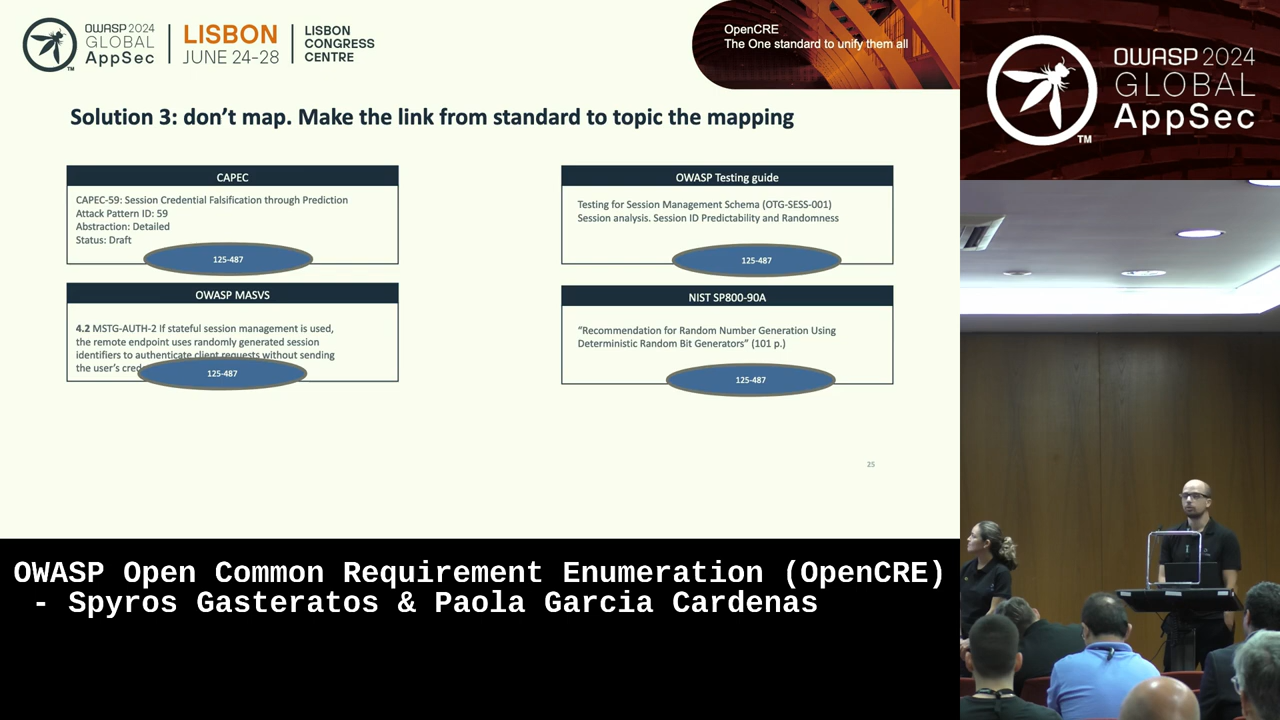 OWASP 2024
GLOBAL
AppSec
TM
LISBON
JUNE 24-28
LISBON
CONGRESS
CENTRE
OpenCRE
The One standard to unify them all
Solution 3: don't map. Make the link from standard to topic the mapping
CAPEC
CAPEC-59: Session Credential Falsification through Prediction
Attack Pattern ID: 59
Abstraction: Detailed
Status: Draft
125-487
OWASP Testing guide
Testing for Session Management Schema (OTG-SESS-001)
Session analysis. Session ID Predictability and Randomness
125-487
OWASP MASVS
4.2 MSTG-AUTH-2 If stateful session management is used,
the remote endpoint uses randomly generated session
identifiers to authenticate client requests without sending
the user's cred
125-487
NIST SP800-90A
“Recommendation for Random Number Generation Using
Deterministic Random Bit Generators” (101 p.)
125-487
25
OWASP 2024
GLOBAL
AppSec
TM
OWASP Open Common Requirement Enumeration (OpenCRE)
- Spyros Gasteratos & Paola Garcia Cardenas